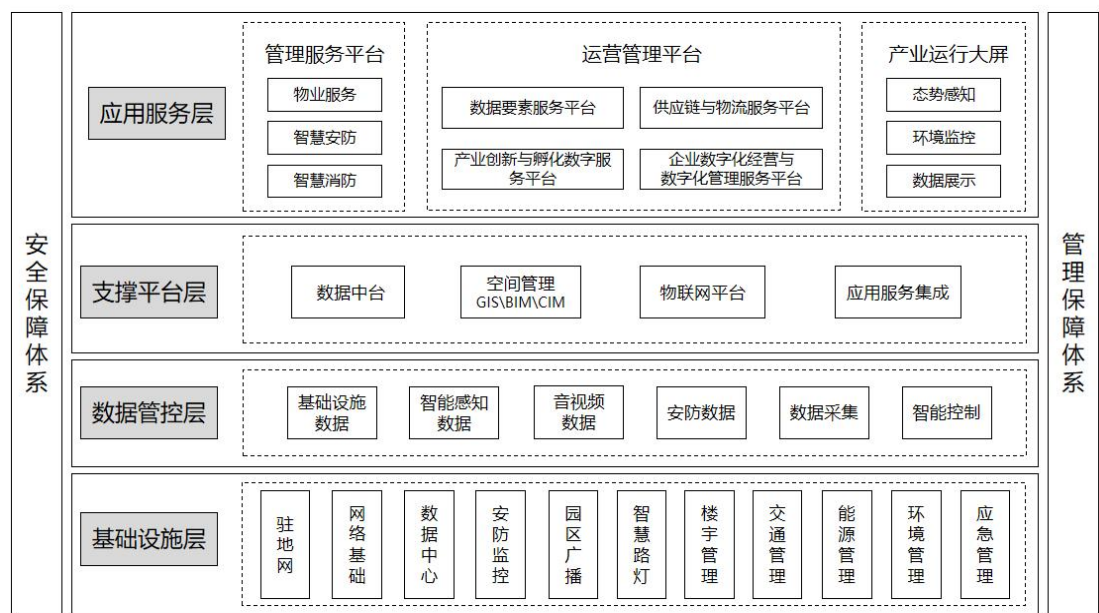 安全保障体系
应用服务层
管理服务平台
物业服务
智慧安防
智慧消防
运营管理平台
数据要素服务平台
供应链与物流服务平台
产业创新与孵化数字服
务平台
企业数字化经营与
数字化管理服务平台
产业运行大屏
态势感知
环境监控
数据展示
支撑平台层
数据中台
空间管理
GIS\BIM\CIM
物联网平台
应用服务集成
数据管控层
基础设施
数据
智能感知
数据
音视频
数据
安防数据
数据采集
智能控制
基础设施层
驻地网
网络基础
数据中心
安防监控
园区广播
智慧路灯
楼宇管理
交通管理
能源管理
环境管理
应急管理
管理保障体系